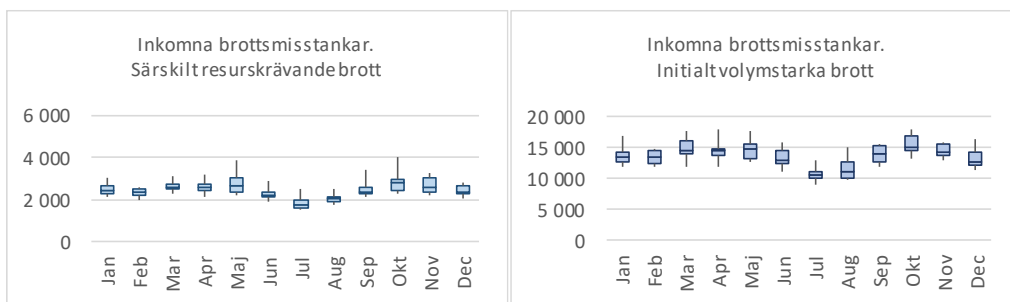 Inkomna brottsmisstankar.
Särskilt resurskrävande brott
6 000
4 000
2 000
0
Jan Feb Mar Apr Maj Jun Jul Aug Sep Okt Nov Dec
Inkomna brottsmisstankar.
Initialt volymstarka brott
20 000
15 000
10 000
5 000
0
Jan Feb Mar Apr Maj Jun Jul Aug Sep Okt Nov Dec